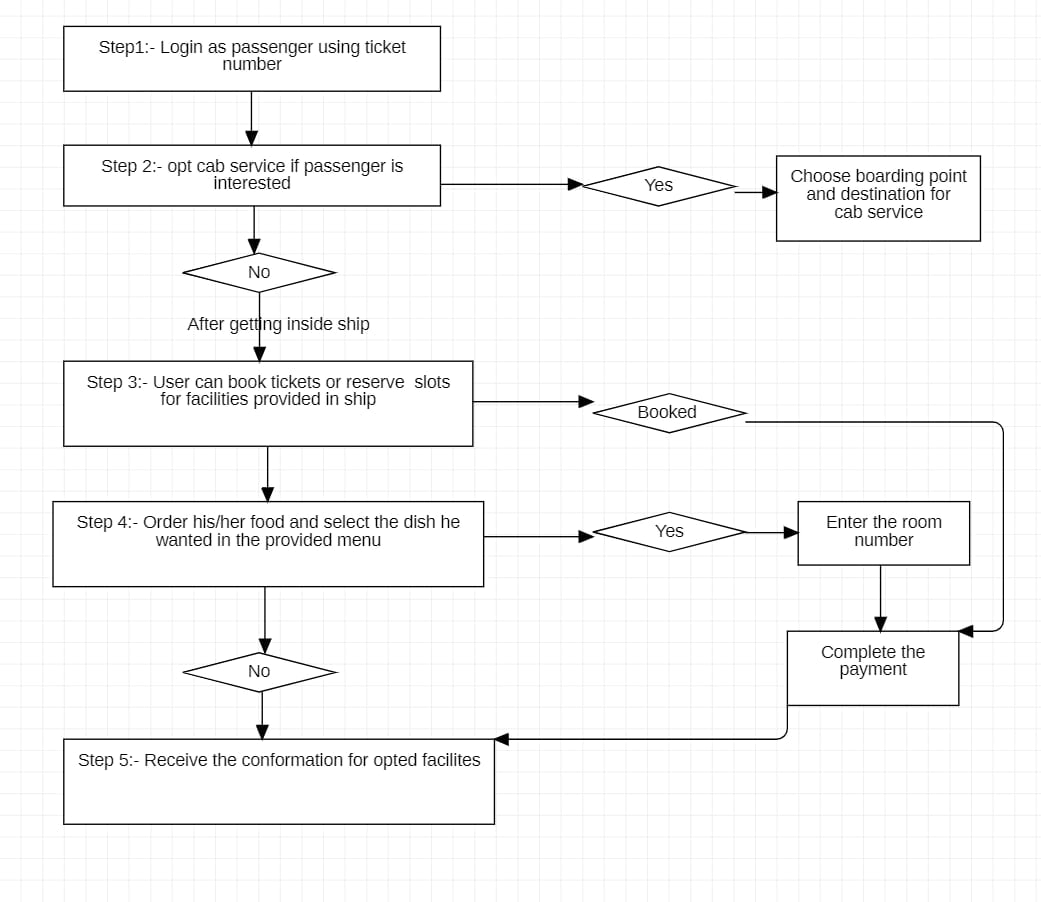 Step1:- Login as passenger using ticket
number
Step 2:- opt cab service if passenger is
interested
Yes
Choose boarding point
and destination for
cab service
No
After getting inside ship
Step 3:- User can book tickets or reserve  slots
for facilities provided in ship
Booked
Step 4:- Order his/her food and select the dish he
wanted in the provided menu
Yes
Enter the room
number
No
Complete the
payment
Step 5:- Receive the conformation for opted facilites